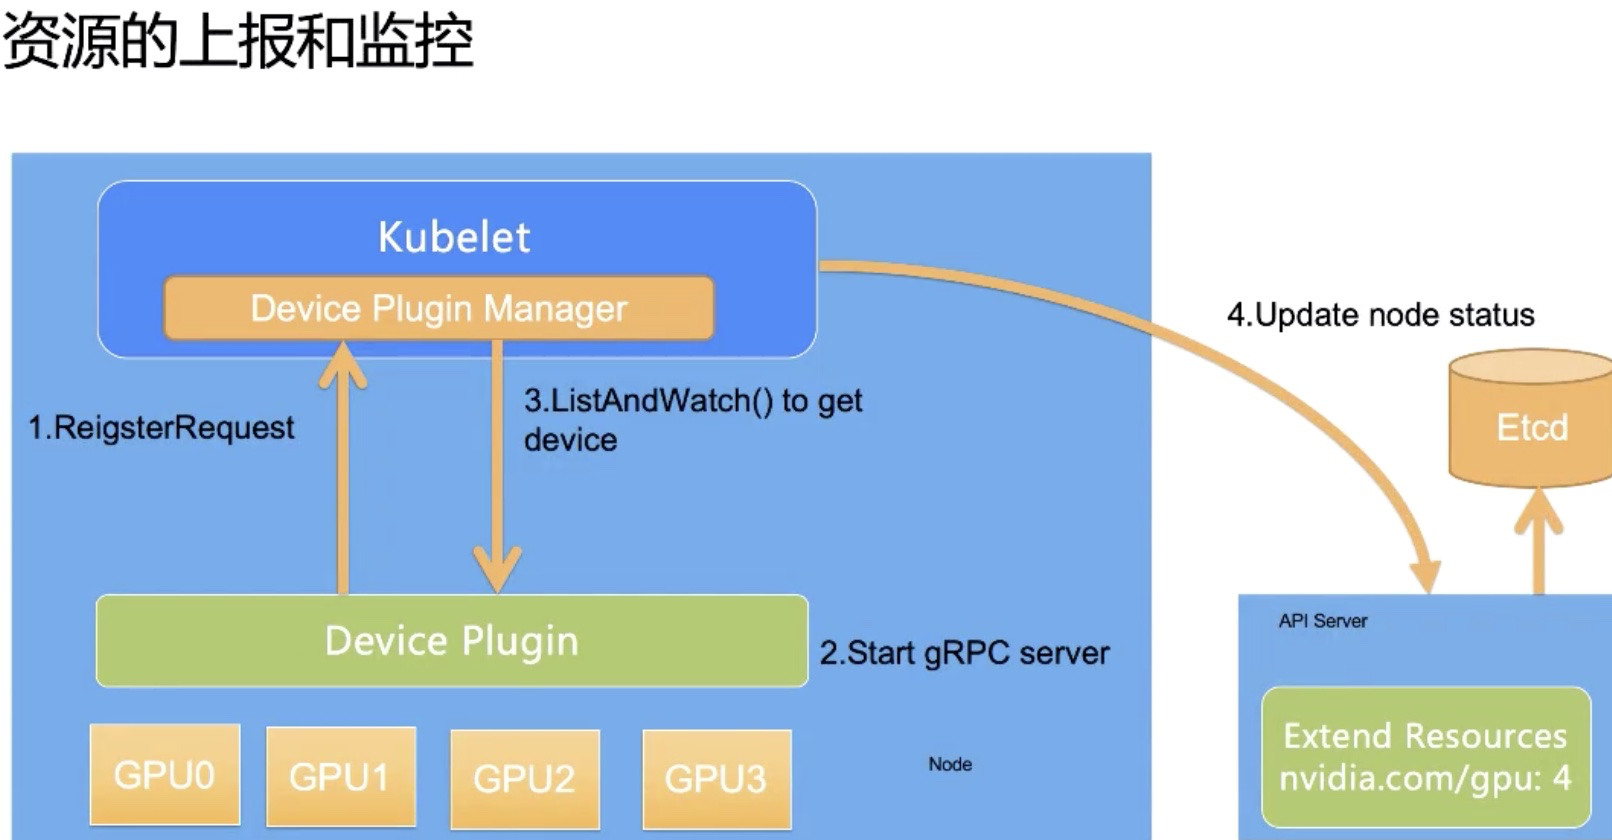 资源的上报和监控
Kubelet
Device Plugin Manager
4.Update node status
1.ReigsterRequest
3.ListAndWatch() to get
device
Etcd
Device Plugin
2.Start gRPC server
API Server
Extend Resources
nvidia.com/gpu: 4
GPU0
GPU1
GPU2
GPU3
Node